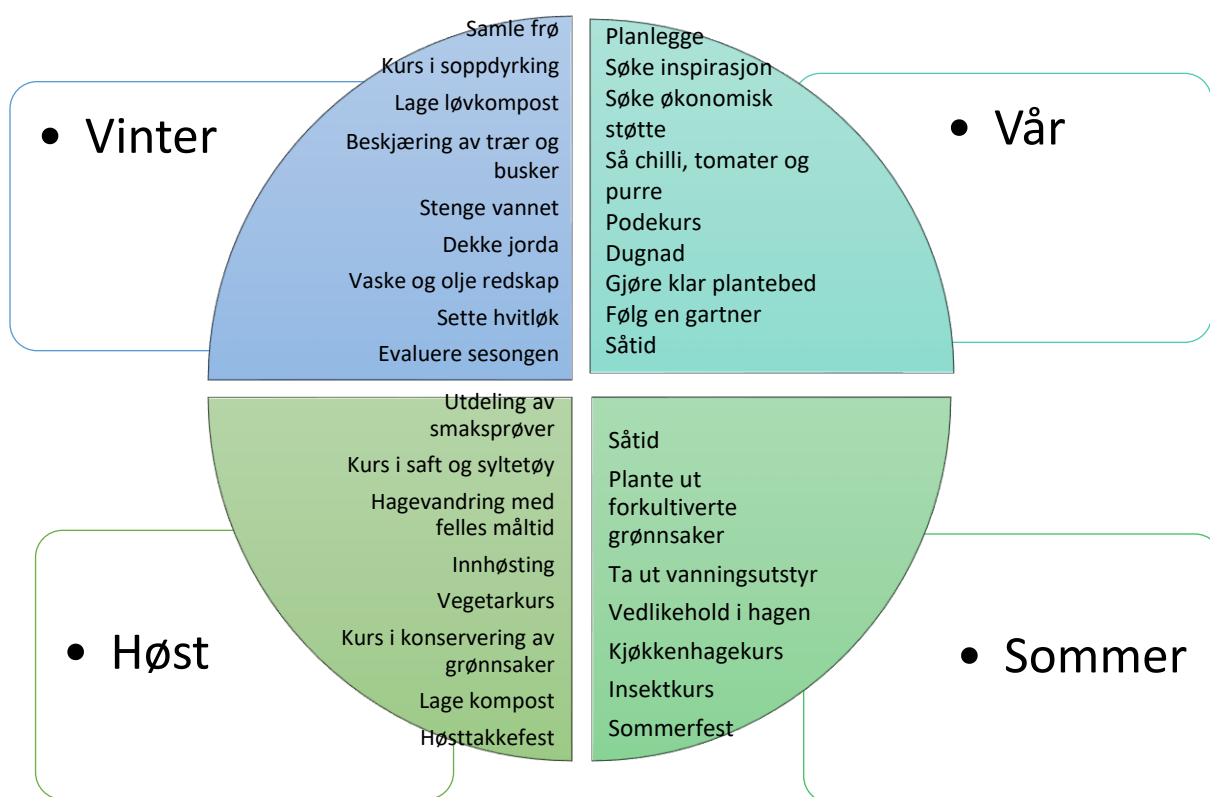 • Vinter
Samle frø
Kurs i soppdyrking
Lage løvkompost
Beskjæring av trær og
busker
Stenge vannet
Dekke jorda
Vaske og olje redskap
Sette hvitløk
Evaluere sesongen
• Vår
Planlegge
Søke inspirasjon
Søke økonomisk
støtte
Så chilli, tomater og
purre
Podekurs
Dugnad
Gjøre klar plantebed
Følg en gartner
Såtid
• Høst
Utdeling av
smaksprøver
Kurs i saft og syltetøy
Hagevandring med
felles måltid
Innhøsting
Vegetarkurs
Kurs i konservering av
grønnsaker
Lage kompost
Høsttakkefest
• Sommer
Såtid
Plante ut
forkultiverte
grønnsaker
Ta ut vanningsutstyr
Vedlikehold i hagen
Kjøkkenhagekurs
Insektkurs
Sommerfest